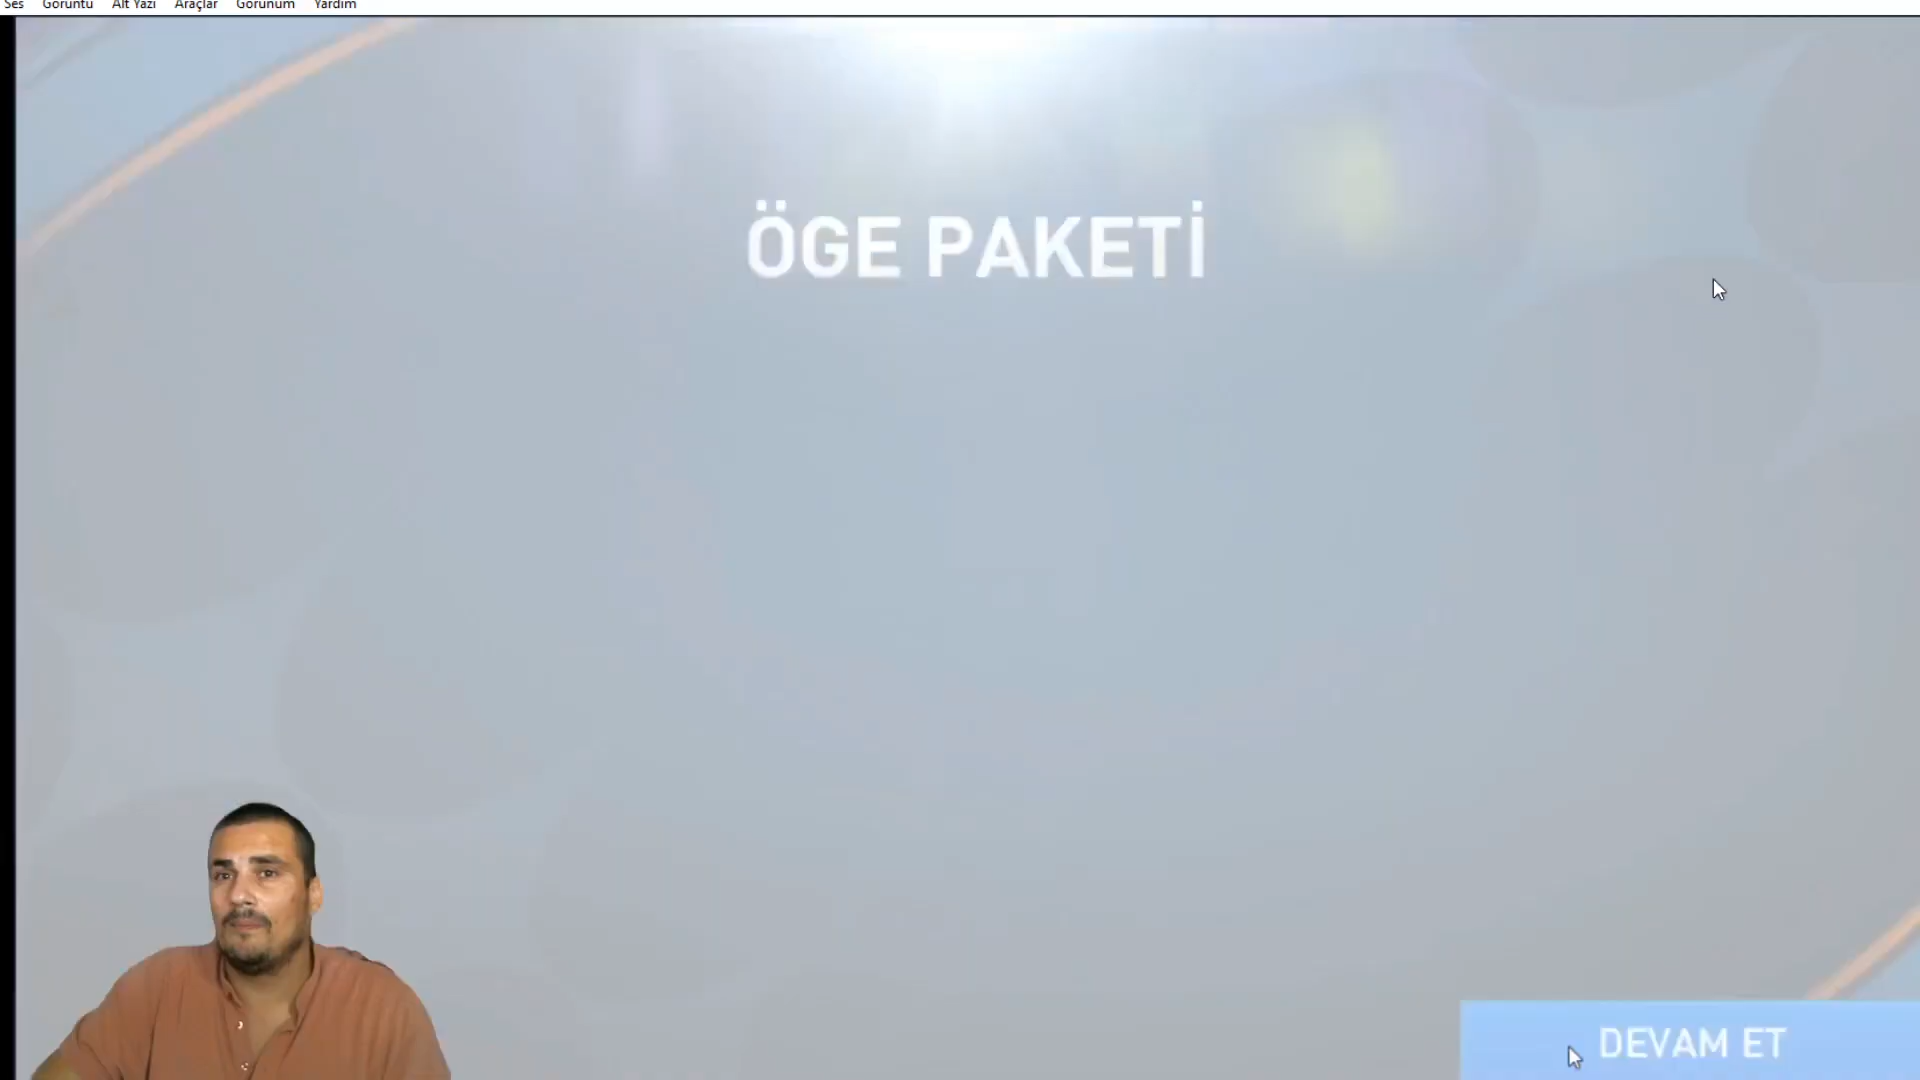 Ses Görüntü Alt Yazı Araçlar Görünüm Yardım
ÖGE PAKETİ
DEVAM ET